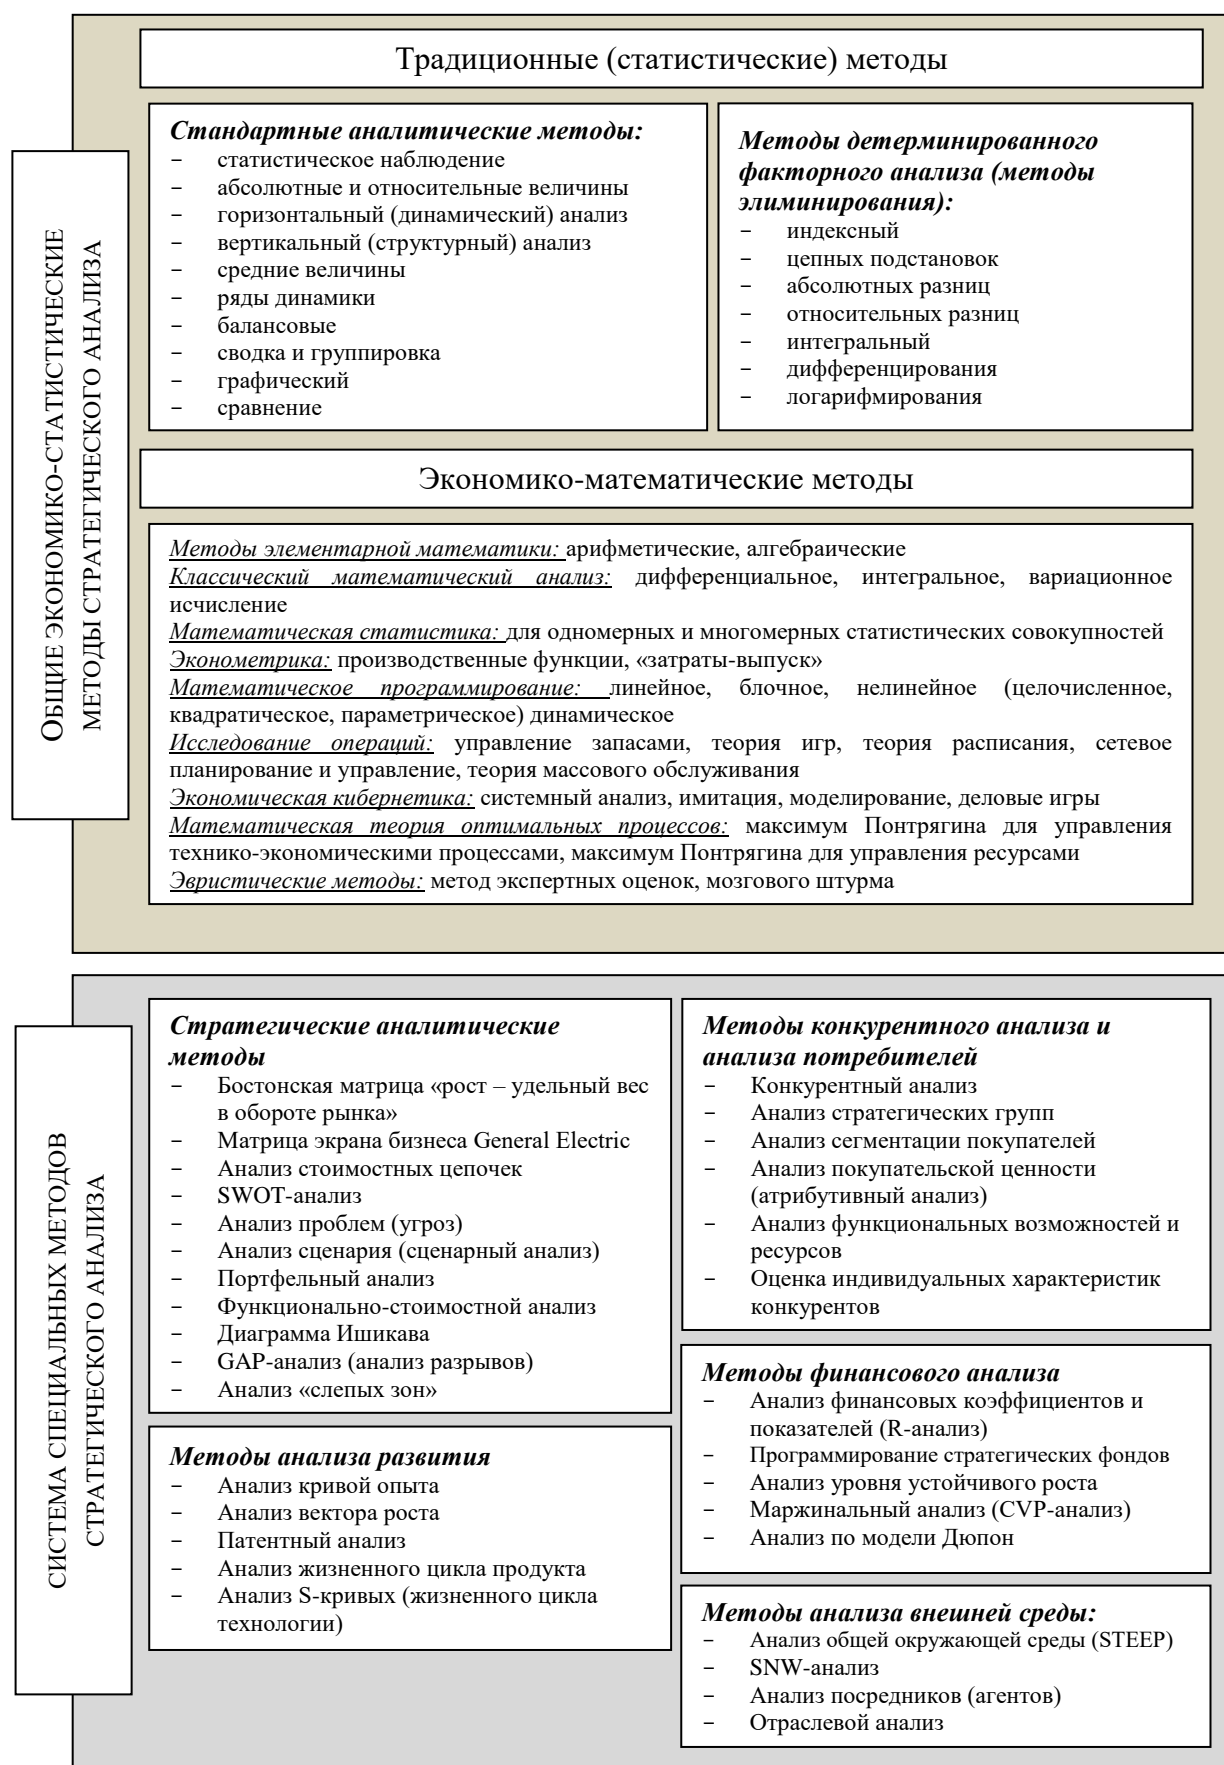 Традиционные (статистические) методы
ОБЩИЕ ЭКОНОМИКО-СТАТИСТИЧЕСКИЕ
МЕТОДЫ СТРАТЕГИЧЕСКОГО АНАЛИЗА
Стандартные аналитические методы:
- статистическое наблюдение
- абсолютные и относительные величины
- горизонтальный (динамический) анализ
- вертикальный (структурный) анализ
- средние величины
- ряды динамики
- балансовые
- сводка и группировка
- графический
- сравнение
Методы детерминированного
факторного анализа (методы
элиминирования):
- индексный
- цепных подстановок
- абсолютных разниц
- относительных разниц
- интегральный
- дифференцирования
- логарифмирования
Экономико-математические методы
Методы элементарной математики: арифметические, алгебраические
Классический математический анализ: дифференциальное, интегральное, вариационное
исчисление
Математическая статистика: для одномерных и многомерных статистических совокупностей
Эконометрика: производственные функции, «затраты-выпуск»
Математическое программирование: линейное, блочное, нелинейное (целочисленное,
квадратическое, параметрическое) динамическое
Исследование операций: управление запасами, теория игр, теория расписания, сетевое
планирование и управление, теория массового обслуживания
Экономическая кибернетика: системный анализ, имитация, моделирование, деловые игры
Математическая теория оптимальных процессов: максимум Понтрягина для управления
технико-экономическими процессами, максимум Понтрягина для управления ресурсами
Эвристические методы: метод экспертных оценок, мозгового штурма
СИСТЕМА СПЕЦИАЛЬНЫХ МЕТОДОВ
СТРАТЕГИЧЕСКОГО АНАЛИЗА
Стратегические аналитические
методы
- Бостонская матрица «рост – удельный вес
в обороте рынка»
- Матрица экрана бизнеса General Electric
- Анализ стоимостных цепочек
- SWOT-анализ
- Анализ проблем (угроз)
- Анализ сценария (сценарный анализ)
- Портфельный анализ
- Функционально-стоимостной анализ
- Диаграмма Ишикава
- GAP-анализ (анализ разрывов)
- Анализ «слепых зон»
Методы анализа развития
- Анализ кривой опыта
- Анализ вектора роста
- Патентный анализ
- Анализ жизненного цикла продукта
- Анализ S-кривых (жизненного цикла
технологии)
Методы конкурентного анализа и
анализа потребителей
- Конкурентный анализ
- Анализ стратегических групп
- Анализ сегментации покупателей
- Анализ покупательской ценности
(атрибутивный анализ)
- Анализ функциональных возможностей и
ресурсов
- Оценка индивидуальных характеристик
конкурентов
Методы финансового анализа
- Анализ финансовых коэффициентов и
показателей (R-анализ)
- Программирование стратегических фондов
- Анализ уровня устойчивого роста
- Маржинальный анализ (CVP-анализ)
- Анализ по модели Дюпон
Методы анализа внешней среды:
- Анализ общей окружающей среды (STEEP)
- SNW-анализ
- Анализ посредников (агентов)
- Отраслевой анализ